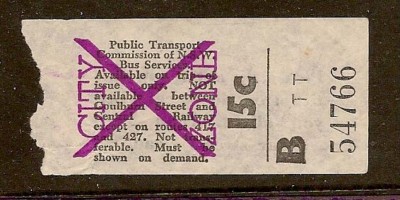 Public Transport
Commission of N.S.W.
Bus Services
Available on trip of
issue only. NOT
available between
Goulburn Street and
Central Railway
except on routes 417
and 427. Not trans-
ferable. Must be
shown on demand.
CITY
ZONE
15c
B
TT
54766